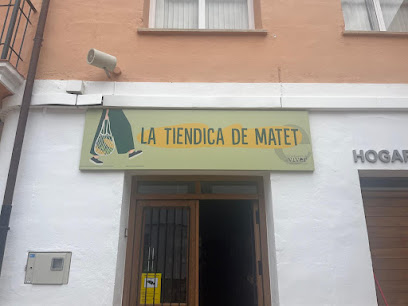 LA TIENDICA DE MATET
HOGAR